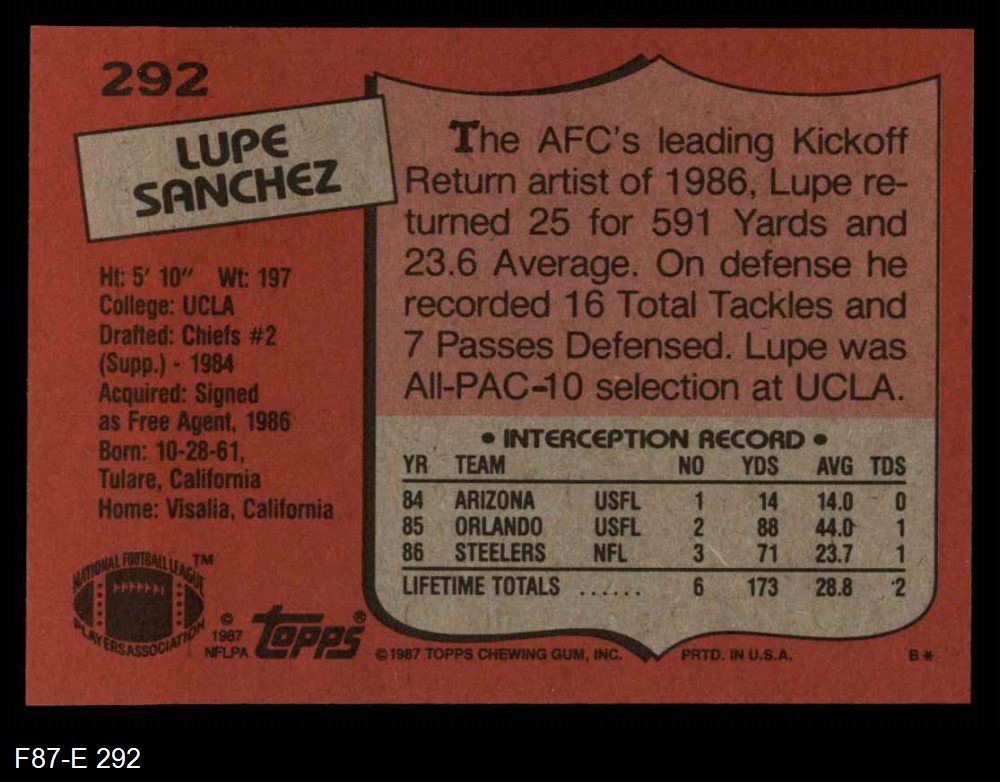 292
LUPE
SANCHEZ
Ht: 5' 10" Wt: 197
College: UCLA
Drafted: Chiefs #2
(Supp.) - 1984
Acquired: Signed
as Free Agent, 1986
Born: 10-28-61,
Tulare, California
Home: Visalia, California
NATIONAL FOOTBALL LEAGUE ™
PLAYERS ASSOCIATION
©
1987
NFLPA
topps®
The AFC's leading Kickoff
Return artist of 1986, Lupe re-
turned 25 for 591 Yards and
23.6 Average. On defense he
recorded 16 Total Tackles and
7 Passes Defensed. Lupe was
All-PAC-10 selection at UCLA.
• INTERCEPTION RECORD •
YR TEAM NO YDS AVG TDS
84 ARIZONA USFL 1 14 14.0 0
85 ORLANDO USFL 2 88 44.0 1
86 STEELERS NFL 3 71 23.7 1
LIFETIME TOTALS ...... 6 173 28.8 2
©1987 TOPPS CHEWING GUM, INC. PRTD. IN U.S.A. B*
F87-E 292